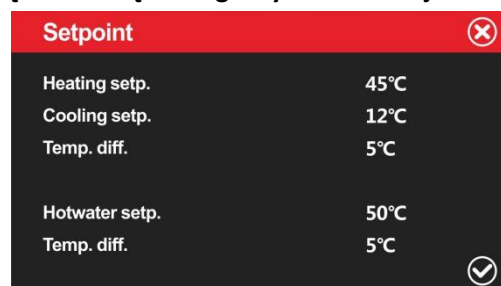 Setpoint
Heating setp. 45℃
Cooling setp. 12℃
Temp. diff. 5℃
Hotwater setp. 50℃
Temp. diff. 5℃